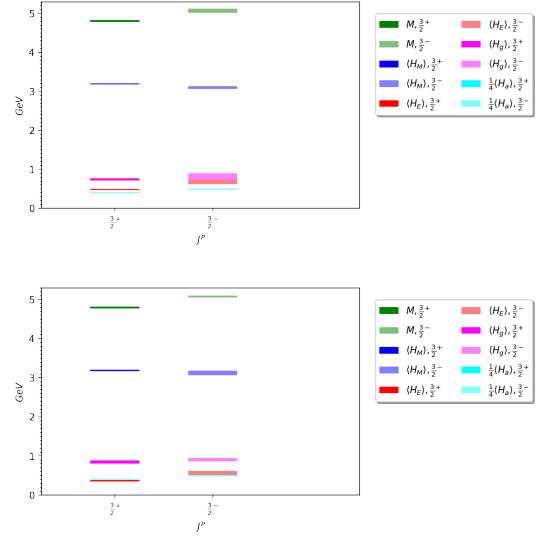 5
4
3
2
1
0
GeV
3/2 +
3/2 −
J^P
M, 3/2 +
M, 3/2 −
⟨H_M⟩, 3/2 +
⟨H_M⟩, 3/2 −
⟨H_E⟩, 3/2 +
⟨H_E⟩, 3/2 −
⟨H_g⟩, 3/2 +
⟨H_g⟩, 3/2 −
1/4⟨H_a⟩, 3/2 +
1/4⟨H_a⟩, 3/2 −
5
4
3
2
1
0
GeV
3/2 +
3/2 −
J^P
M, 3/2 +
M, 3/2 −
⟨H_M⟩, 3/2 +
⟨H_M⟩, 3/2 −
⟨H_E⟩, 3/2 +
⟨H_E⟩, 3/2 −
⟨H_g⟩, 3/2 +
⟨H_g⟩, 3/2 −
1/4⟨H_a⟩, 3/2 +
1/4⟨H_a⟩, 3/2 −